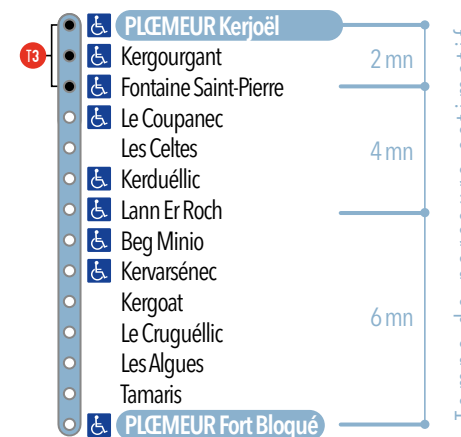 PLŒMEUR Kerjoël
T3
Kergourgant
2 mn
Fontaine Saint-Pierre
Le Coupanec
Les Celtes
4 mn
Kerduéllic
Lann Er Roch
Beg Minio
Kervarsénec
Kergoat
6 mn
Le Cruguéllic
Les Algues
Tamaris
PLŒMEUR Fort Bloqué